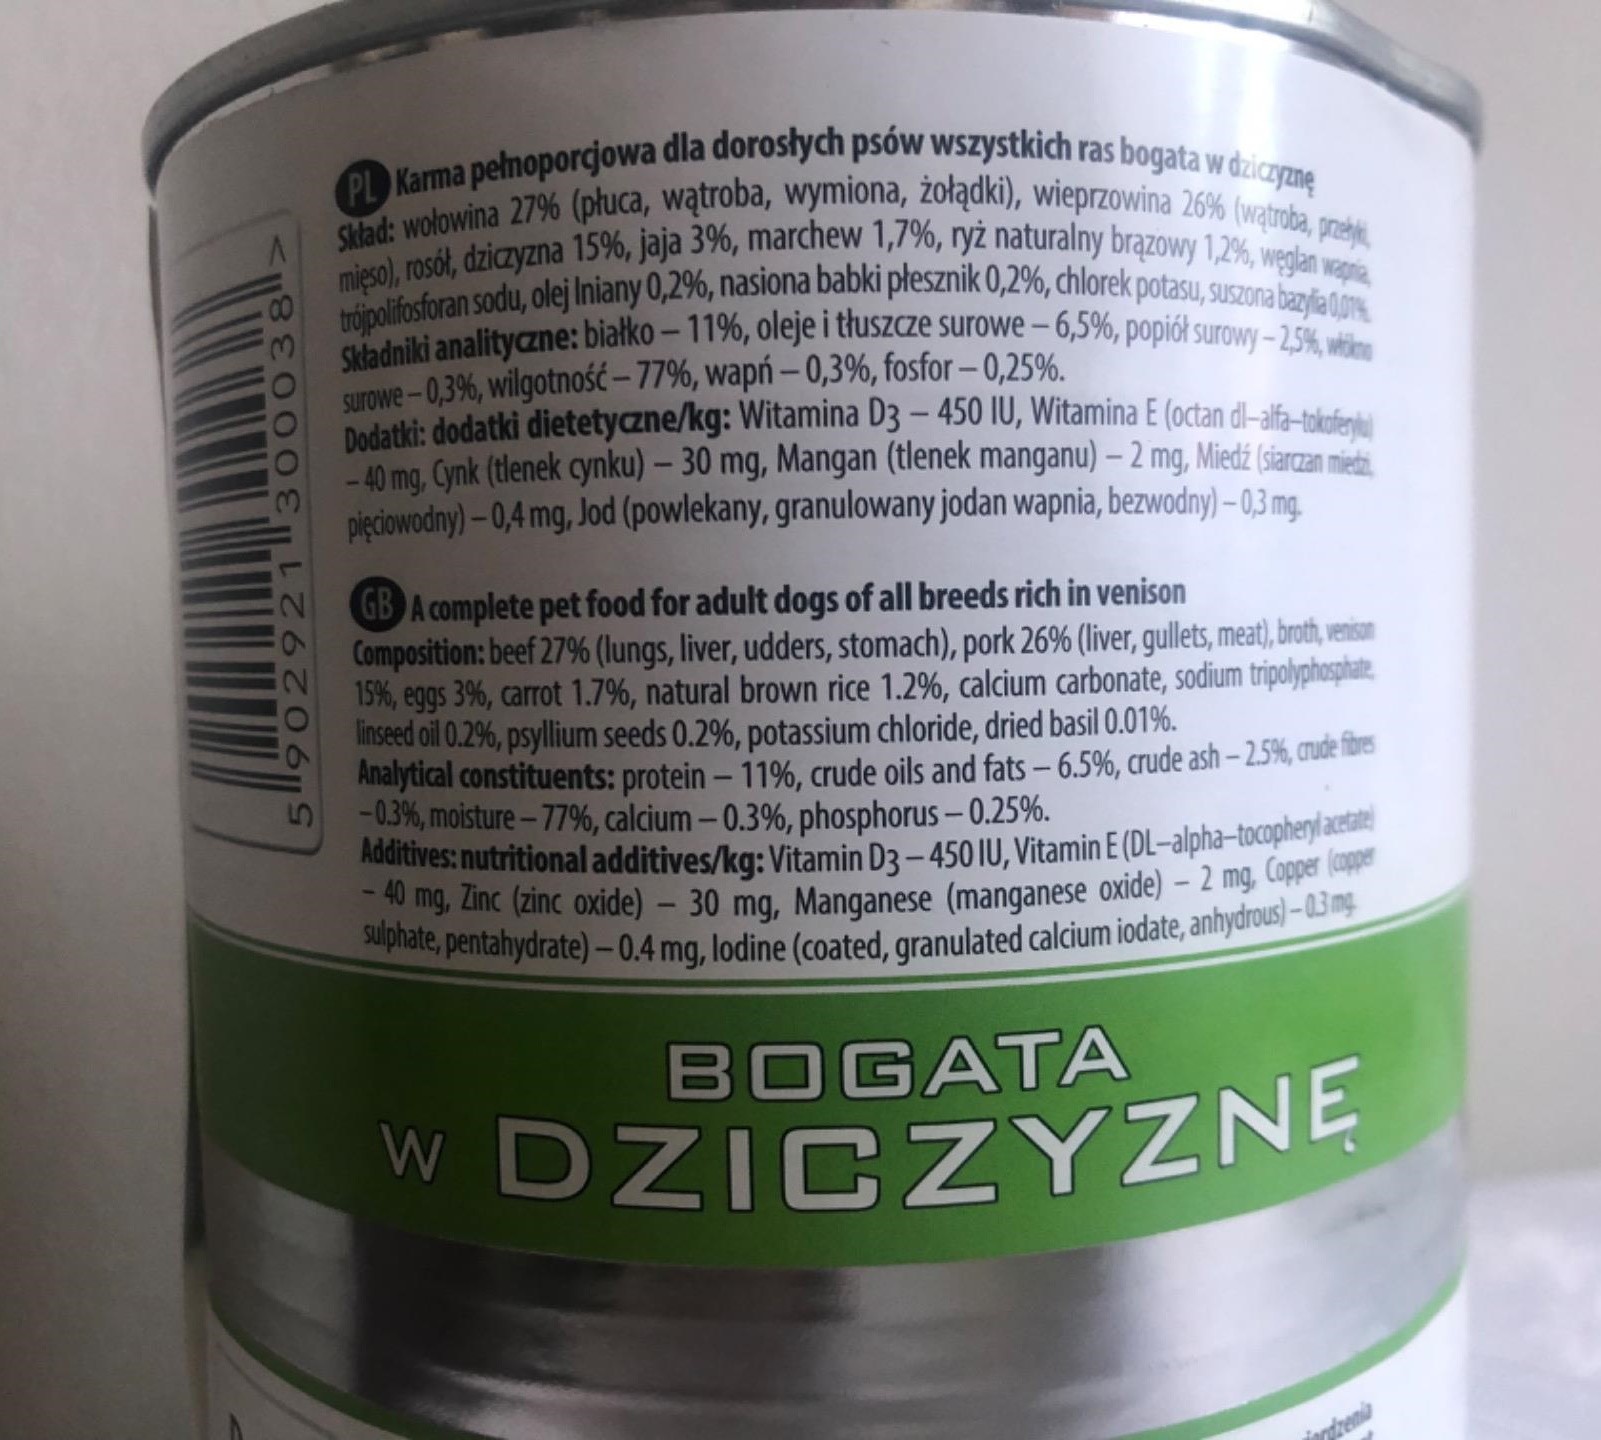 PL Karma pełnoporcjowa dla dorosłych psów wszystkich ras bogata w dziczyznę
Skład: wołowina 27% (płuca, wątroba, wymiona, żołądki), wieprzowina 26% (wątroba, przełyki,
mięso), rosół, dziczyzna 15%, jaja 3%, marchew 1,7%, ryż naturalny brązowy 1,2%, węglan wapnia,
trójpolifosforan sodu, olej lniany 0,2%, nasiona babki płesznik 0,2%, chlorek potasu, suszona bazylia 0,01%.
Składniki analityczne: białko – 11%, oleje i tłuszcze surowe – 6,5%, popiół surowy – 2,5%, włókno
surowe – 0,3%, wilgotność – 77%, wapń – 0,3%, fosfor – 0,25%.
Dodatki: dodatki dietetyczne/kg: Witamina D3 – 450 IU, Witamina E (octan dl–alfa–tokoferylu)
– 40 mg, Cynk (tlenek cynku) – 30 mg, Mangan (tlenek manganu) – 2 mg, Miedź (siarczan miedzi,
pięciowodny) – 0,4 mg, Jod (powlekany, granulowany jodan wapnia, bezwodny) – 0,3 mg.
GB A complete pet food for adult dogs of all breeds rich in venison
Composition: beef 27% (lungs, liver, udders, stomach), pork 26% (liver, gullets, meat), broth, venison
15%, eggs 3%, carrot 1.7%, natural brown rice 1.2%, calcium carbonate, sodium tripolyphosphate,
linseed oil 0.2%, psyllium seeds 0.2%, potassium chloride, dried basil 0.01%.
Analytical constituents: protein – 11%, crude oils and fats – 6.5%, crude ash – 2.5%, crude fibres
– 0.3%, moisture – 77%, calcium – 0.3%, phosphorus – 0.25%.
Additives: nutritional additives/kg: Vitamin D3 – 450 IU, Vitamin E (DL–alpha–tocopheryl acetate)
– 40 mg, Zinc (zinc oxide) – 30 mg, Manganese (manganese oxide) – 2 mg, Copper (copper
sulphate, pentahydrate) – 0.4 mg, Iodine (coated, granulated calcium iodate, anhydrous) – 0.3 mg.
5 902921 300038 >
BOGATA
W DZICZYZNĘ